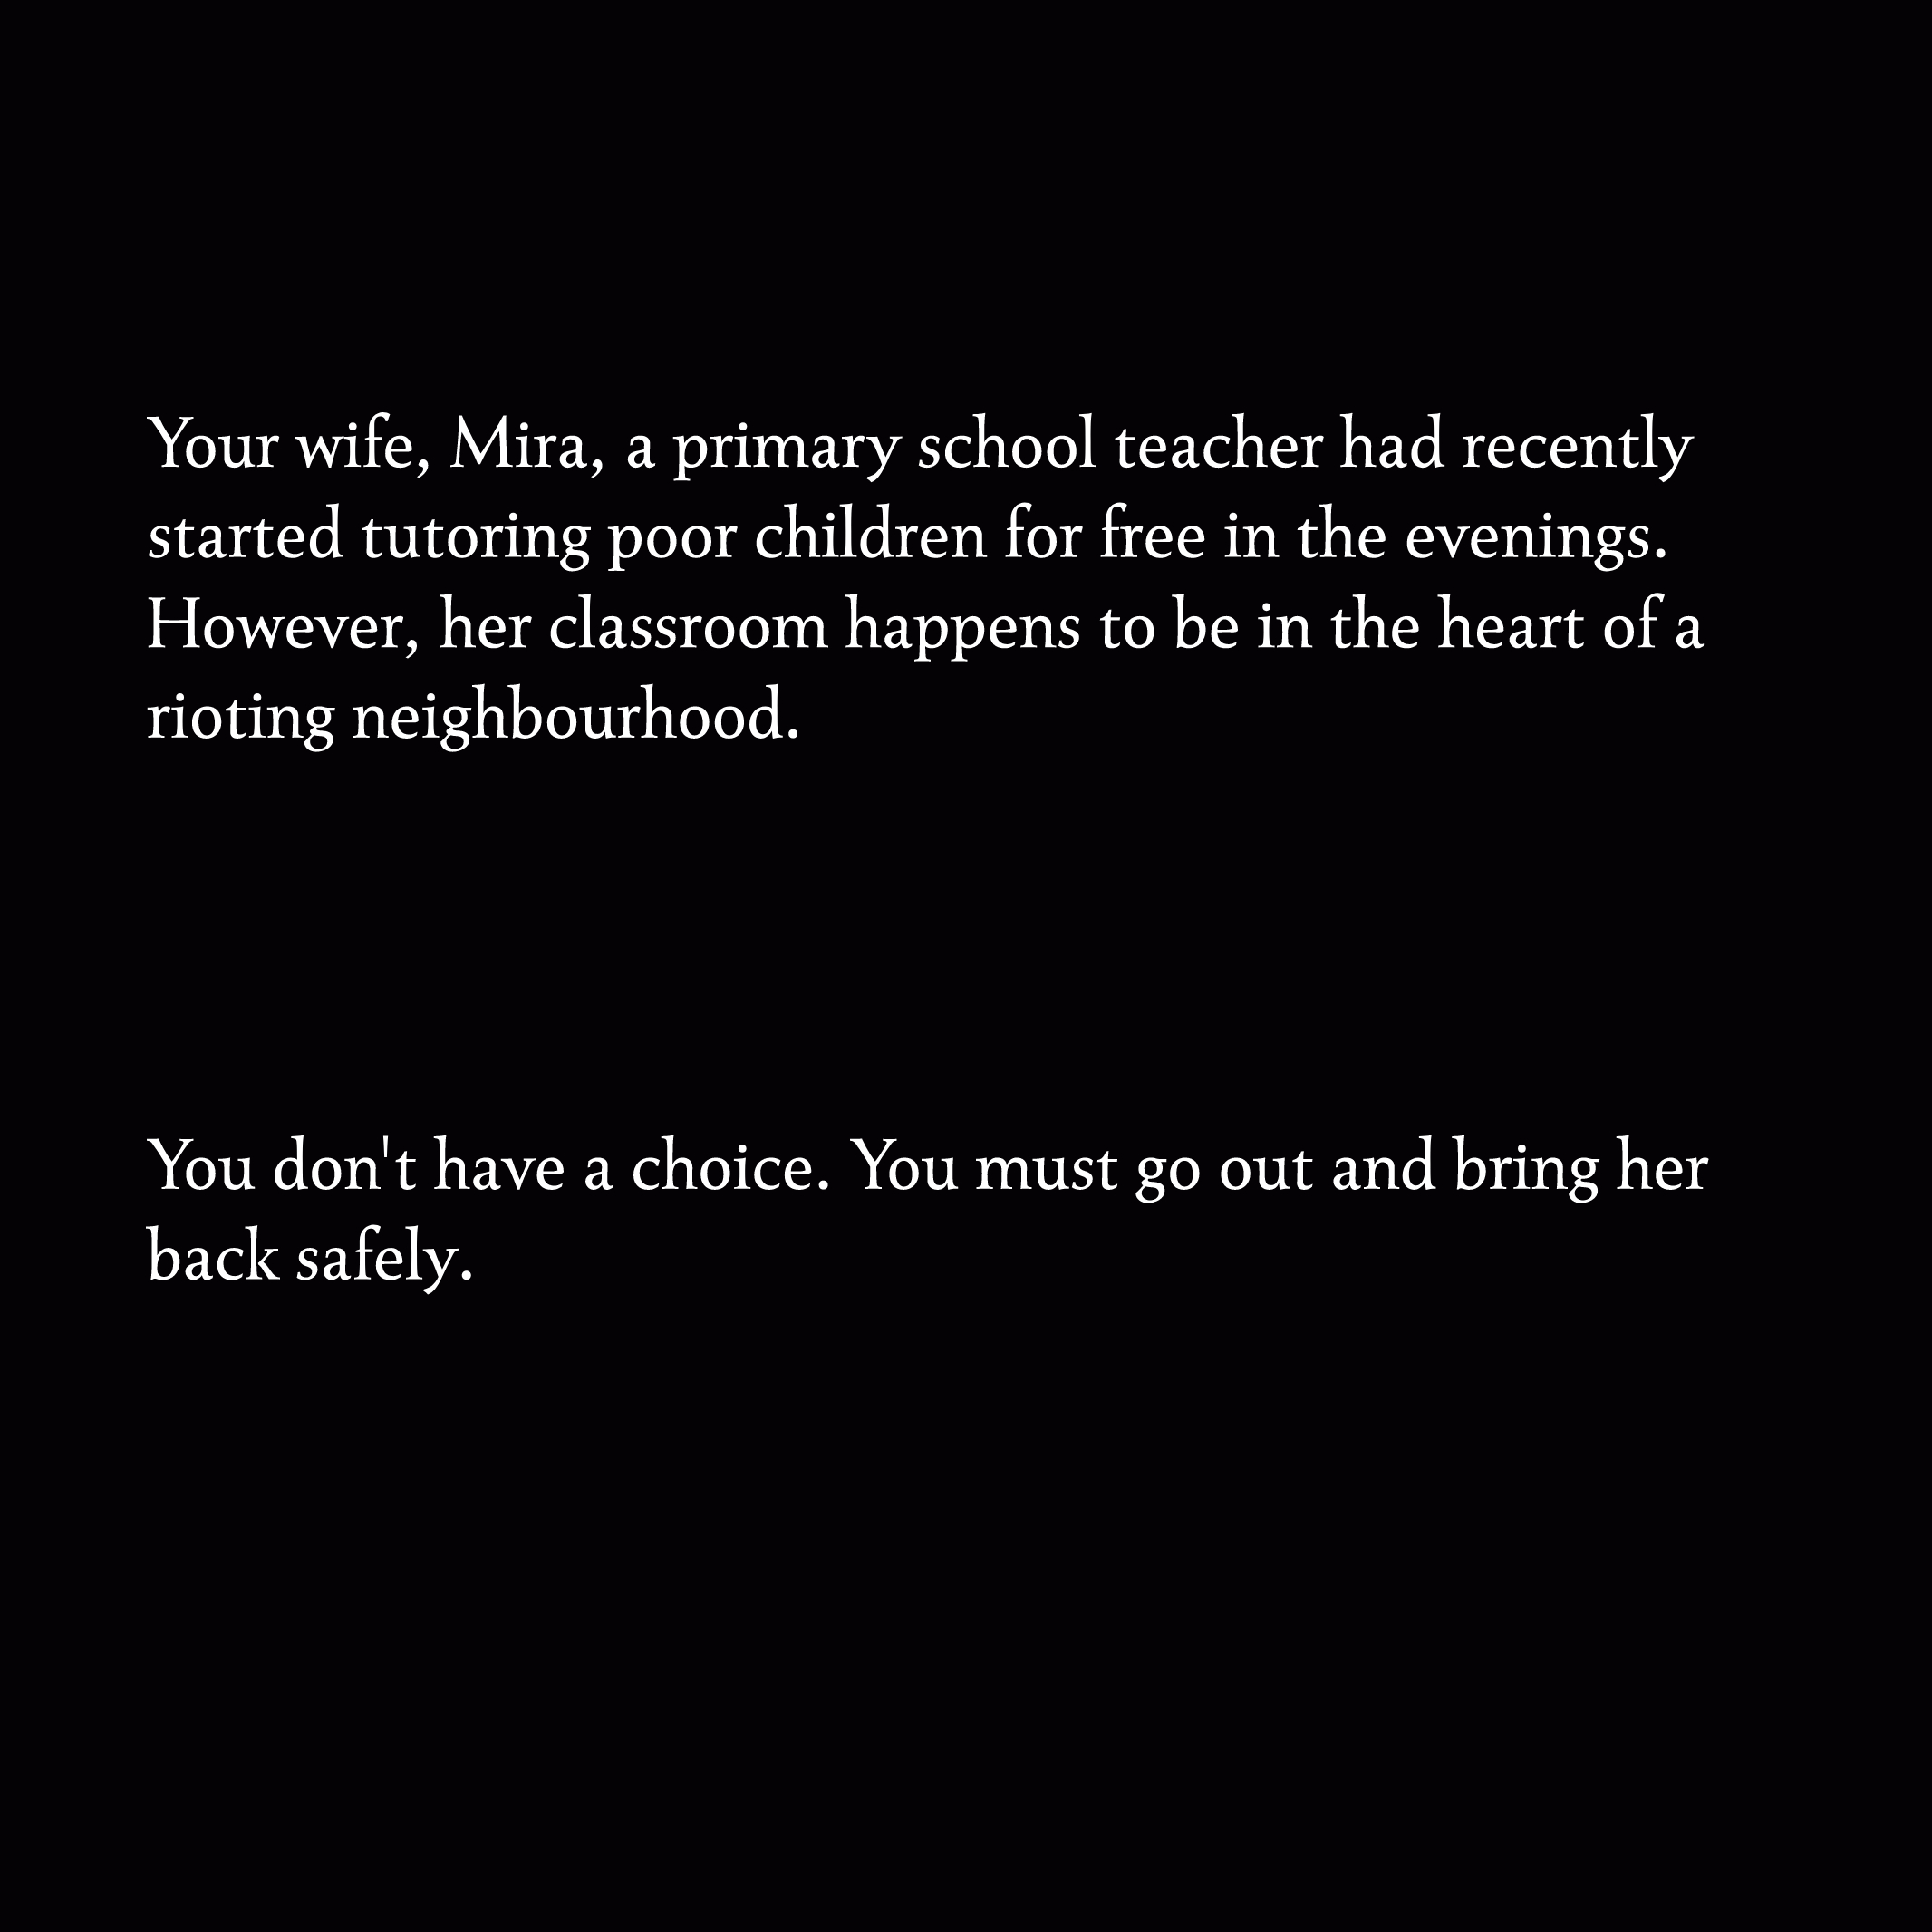 Your wife, Mira, a primary school teacher had recently
started tutoring poor children for free in the evenings.
However, her classroom happens to be in the heart of a
rioting neighbourhood.
You don't have a choice. You must go out and bring her
back safely.